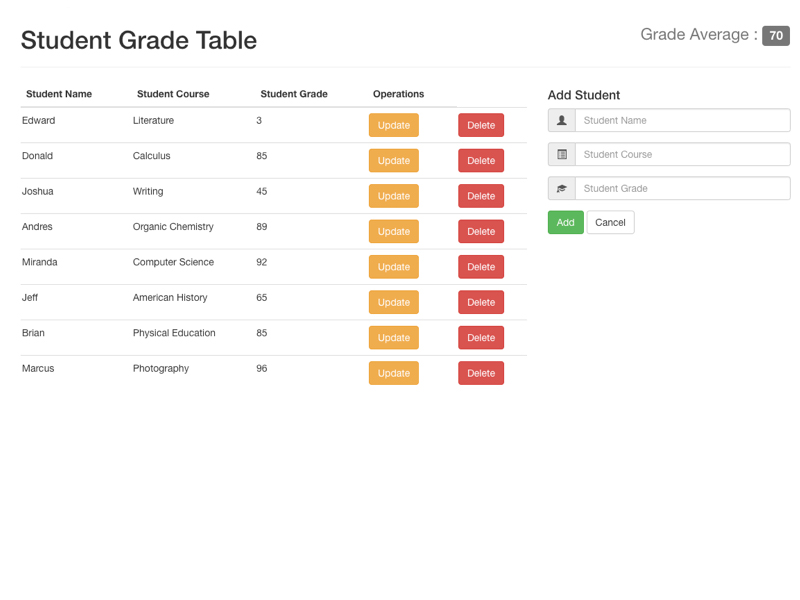 Student Grade Table
Grade Average : 70
Student Name Student Course Student Grade Operations
Edward Literature 3 Update Delete
Donald Calculus 85 Update Delete
Joshua Writing 45 Update Delete
Andres Organic Chemistry 89 Update Delete
Miranda Computer Science 92 Update Delete
Jeff American History 65 Update Delete
Brian Physical Education 85 Update Delete
Marcus Photography 96 Update Delete
Add Student
Student Name
Student Course
Student Grade
Add Cancel